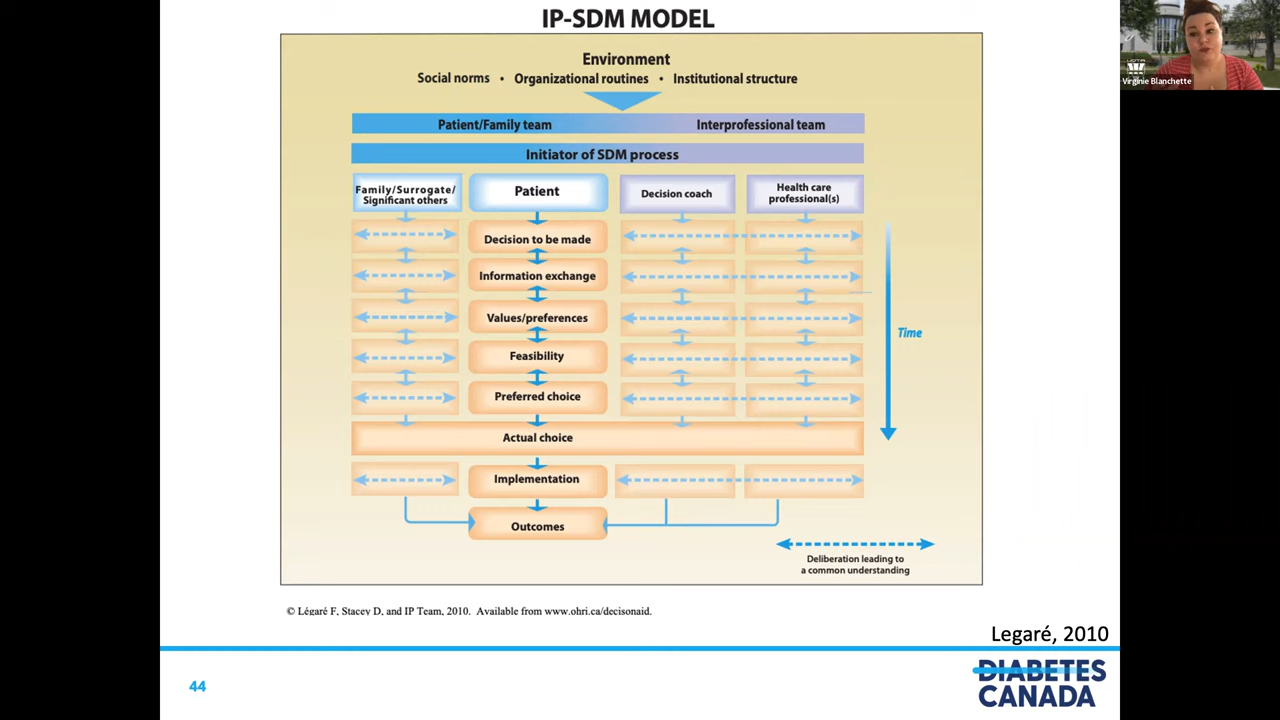 IP-SDM MODEL
Environment
Social norms • Organizational routines • Institutional structure
Patient/Family team Interprofessional team
Initiator of SDM process
Family/Surrogate/
Significant others
Patient
Decision coach
Health care
professional(s)
Decision to be made
Information exchange
Values/preferences
Feasibility
Preferred choice
Actual choice
Implementation
Outcomes
Time
Deliberation leading to
a common understanding
© Légaré F, Stacey D, and IP Team, 2010. Available from www.ohri.ca/decisonaid.
Legaré, 2010
44
DIABETES
CANADA
Virginie Blanchette